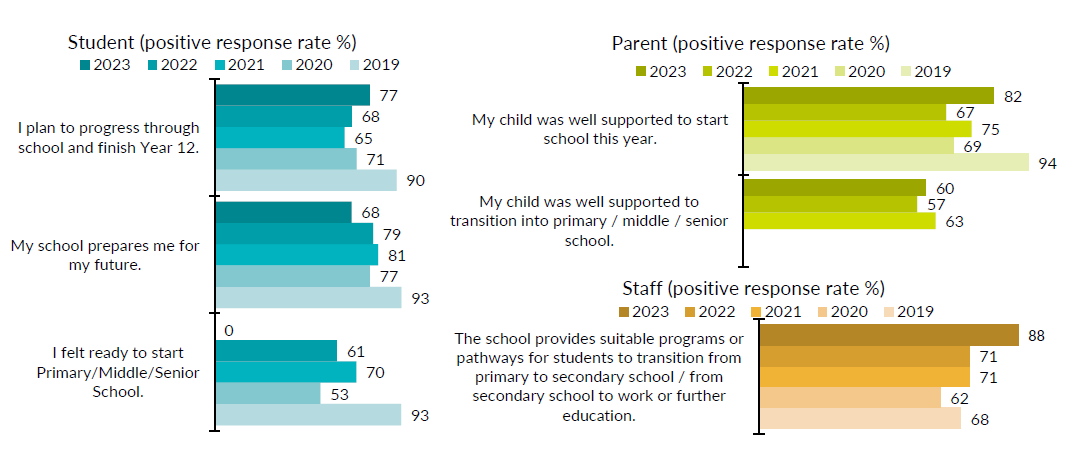 Student (positive response rate %)
2023 2022 2021 2020 2019
I plan to progress through
school and finish Year 12.
77
68
65
71
90
My school prepares me for
my future.
68
79
81
77
93
I felt ready to start
Primary/Middle/Senior
School.
0
61
70
53
93
Parent (positive response rate %)
2023 2022 2021 2020 2019
My child was well supported to start
school this year.
82
67
75
69
94
My child was well supported to
transition into primary / middle / senior
school.
60
57
63
Staff (positive response rate %)
2023 2022 2021 2020 2019
The school provides suitable programs or
pathways for students to transition from
primary to secondary school / from
secondary school to work or further
education.
88
71
71
62
68